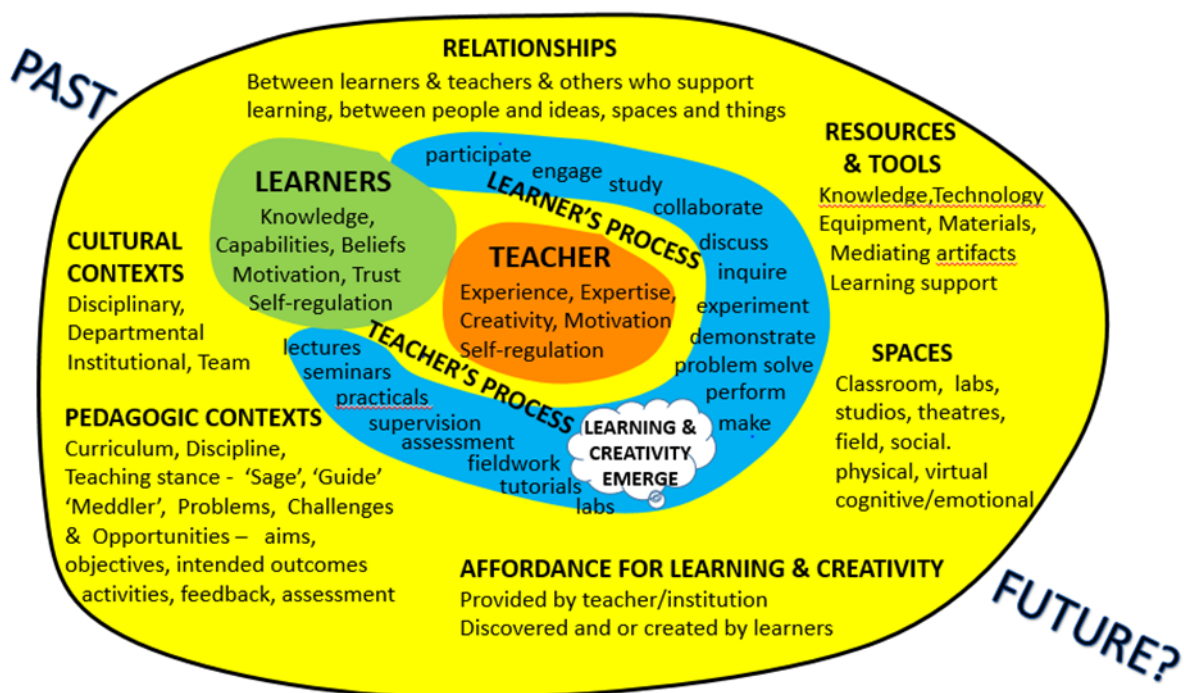 PAST
RELATIONSHIPS
Between learners & teachers & others who support
learning, between people and ideas, spaces and things
RESOURCES
& TOOLS
Knowledge,Technology
Equipment, Materials,
Mediating artifacts
Learning support
LEARNERS
Knowledge,
Capabilities, Beliefs
Motivation, Trust
Self-regulation
participate
engage
study
collaborate
discuss
inquire
experiment
demonstrate
problem solve
perform
make
LEARNER'S PROCESS
TEACHER
Experience, Expertise,
Creativity, Motivation
Self-regulation
CULTURAL
CONTEXTS
Disciplinary,
Departmental
Institutional, Team
TEACHER'S PROCESS
lectures
seminars
practicals
supervision
assessment
fieldwork
tutorials
labs
LEARNING &
CREATIVITY
EMERGE
SPACES
Classroom, labs,
studios, theatres,
field, social.
physical, virtual
cognitive/emotional
PEDAGOGIC CONTEXTS
Curriculum, Discipline,
Teaching stance - ‘Sage’, ‘Guide’
‘Meddler’, Problems, Challenges
& Opportunities – aims,
objectives, intended outcomes
activities, feedback, assessment
AFFORDANCE FOR LEARNING & CREATIVITY
Provided by teacher/institution
Discovered and or created by learners
FUTURE?